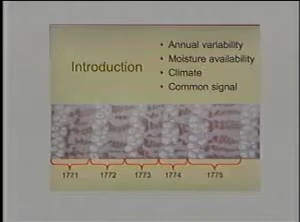 Introduction
• Annual variability
• Moisture availability
• Climate
• Common signal
1771 1772 1773 1774 1775